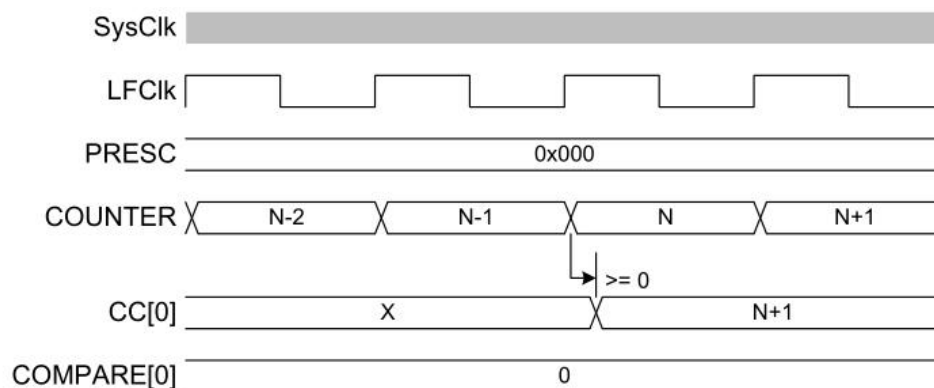 SysClk
LFClk
PRESC 0x000
COUNTER N-2 N-1 N N+1
>= 0
CC[0] X N+1
COMPARE[0] 0